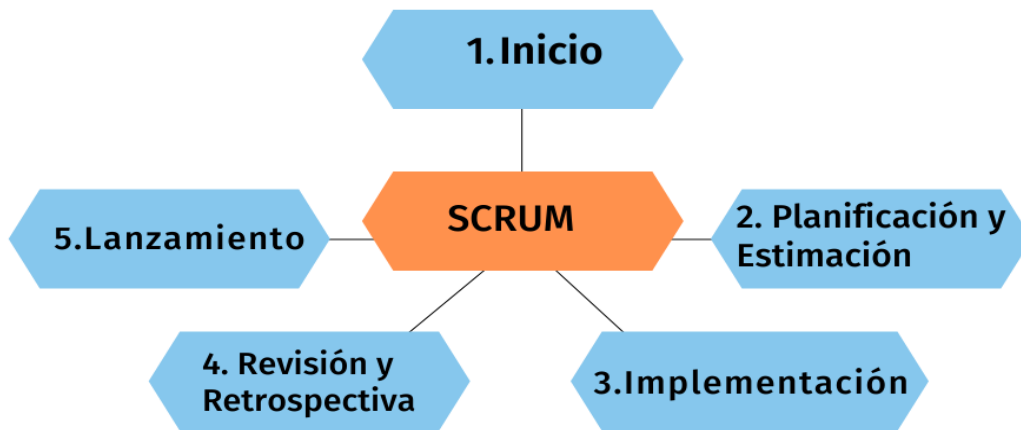 1.Inicio
SCRUM
2. Planificación y
Estimación
3.Implementación
4. Revisión y
Retrospectiva
5.Lanzamiento